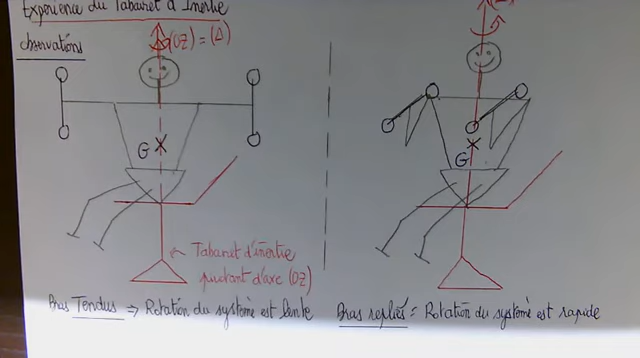 Expérience du Tabouret d'Inertie
observations
(OZ) = (Δ)
G
G
Tabouret d'inertie
pivotant d'axe (OZ)
Bras Tendus ⇒ Rotation du système est lente
Bras repliés = Rotation du système est rapide